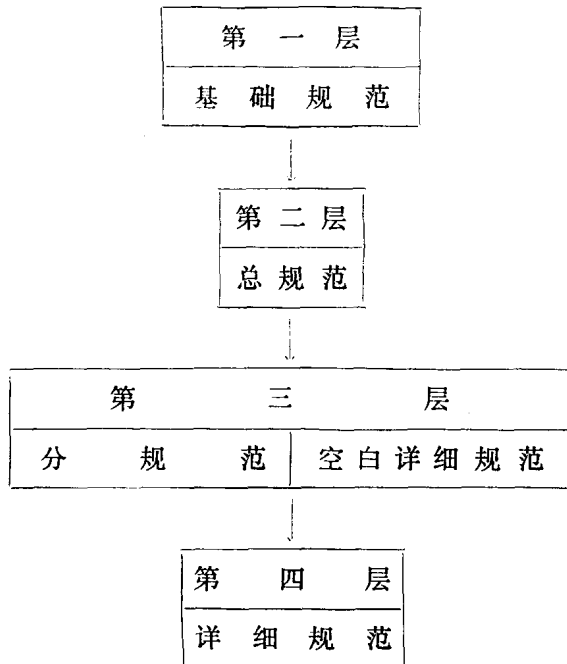 第一层
基础规范
第二层
总规范
第三层
分规范 空白详细规范
第四层
详细规范